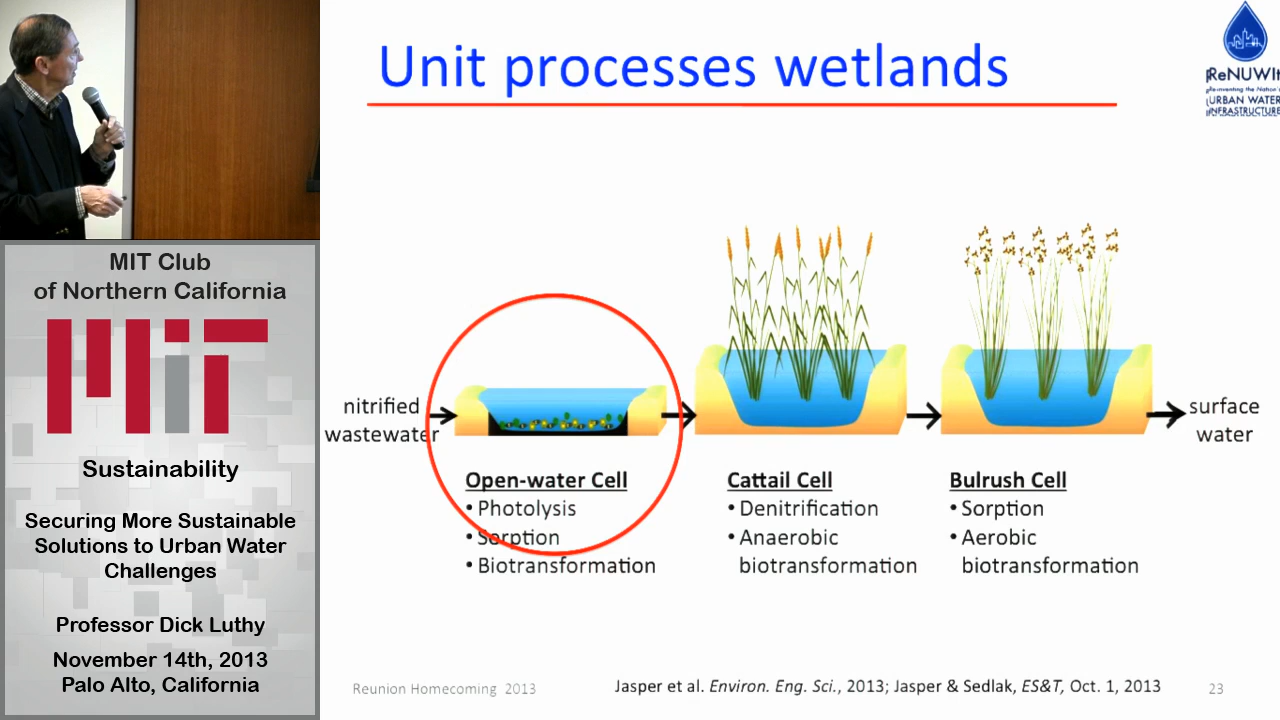 Unit processes wetlands
ReNUWIt
Re-inventing the Nation's
URBAN WATER
INFRASTRUCTURE
MIT Club
of Northern California
MIT
Sustainability
Securing More Sustainable
Solutions to Urban Water
Challenges
Professor Dick Luthy
November 14th, 2013
Palo Alto, California
nitrified
wastewater
surface
water
Open-water Cell
• Photolysis
• Sorption
• Biotransformation
Cattail Cell
• Denitrification
• Anaerobic
biotransformation
Bulrush Cell
• Sorption
• Aerobic
biotransformation
Reunion Homecoming 2013
Jasper et al. Environ. Eng. Sci., 2013; Jasper & Sedlak, ES&T, Oct. 1, 2013
23